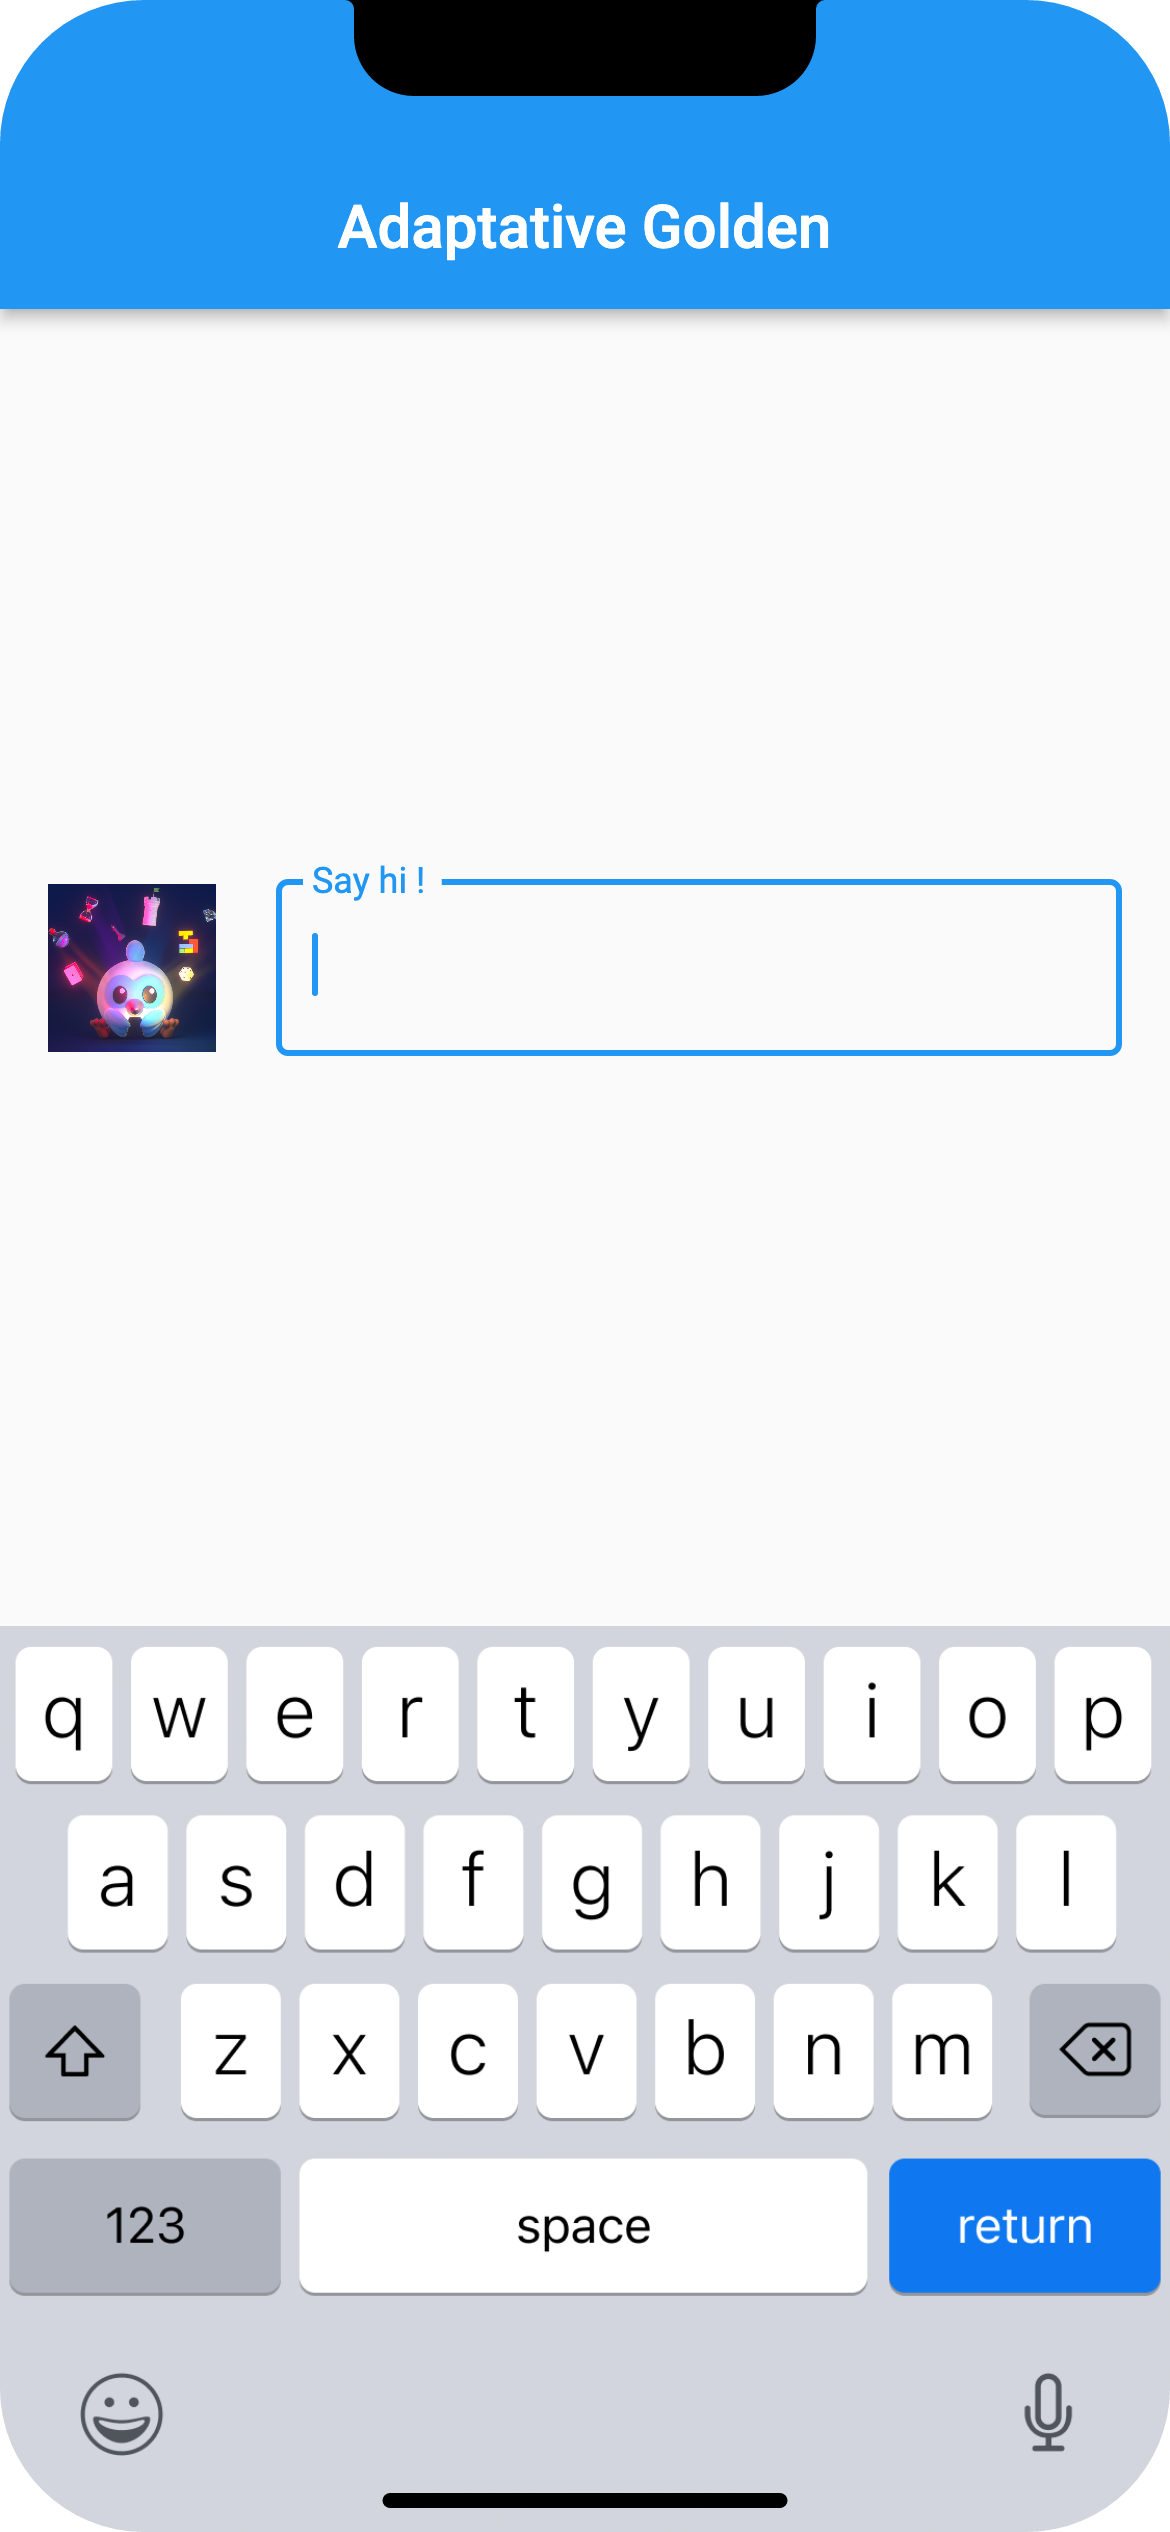 Adaptative Golden
Say hi !
q w e r t y u i o p
a s d f g h j k l
z x c v b n m
123 space return